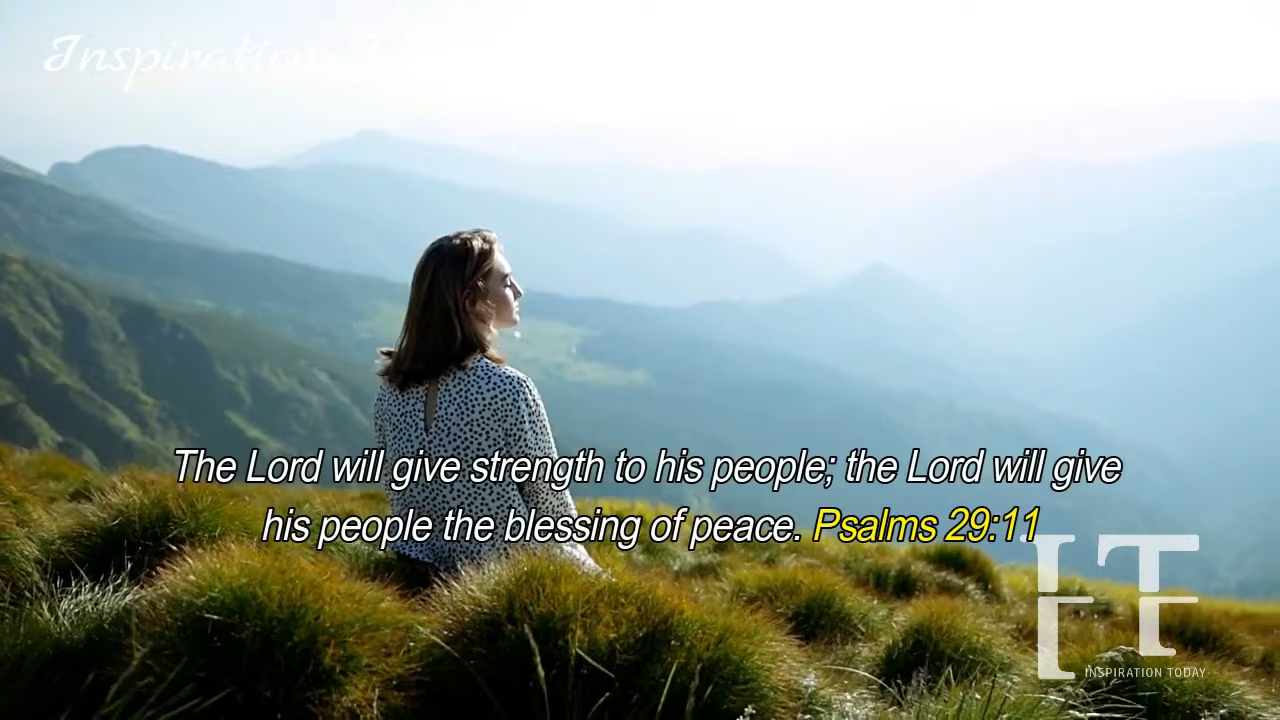 Inspiration
The Lord will give strength to his people; the Lord will give
his people the blessing of peace. Psalms 29:11
INSPIRATION TODAY